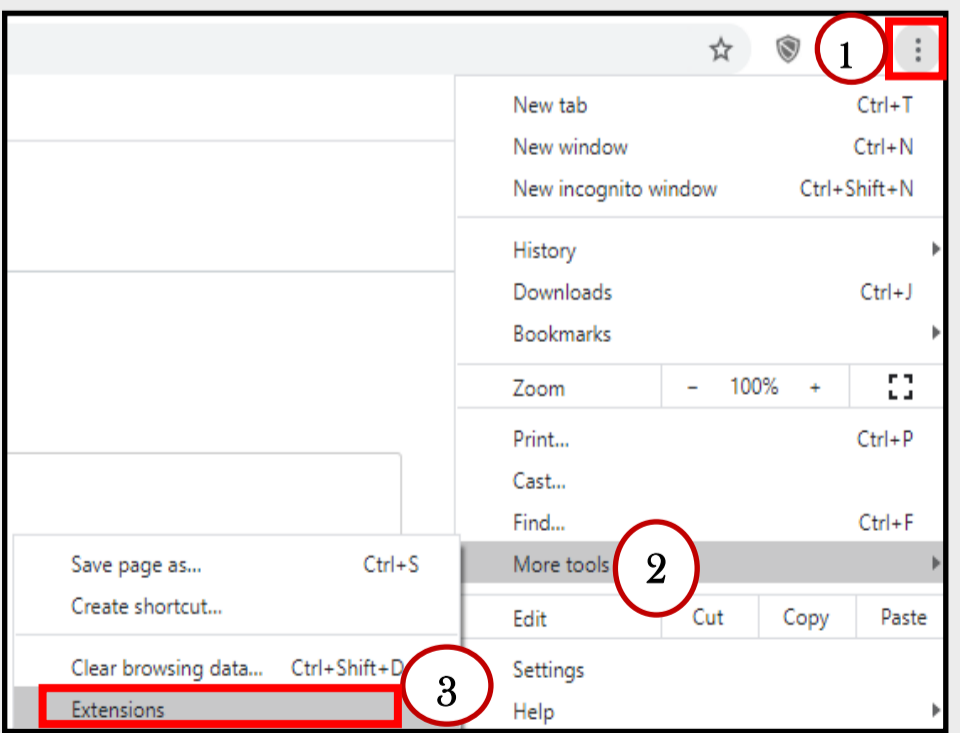 1
New tab Ctrl+T
New window Ctrl+N
New incognito window Ctrl+Shift+N
History
Downloads Ctrl+J
Bookmarks
Zoom - 100% +
Print... Ctrl+P
Cast...
Find... Ctrl+F
More tools 2
Edit Cut Copy Paste
Settings
Help
Save page as... Ctrl+S
Create shortcut...
Clear browsing data... Ctrl+Shift+D
Extensions 3